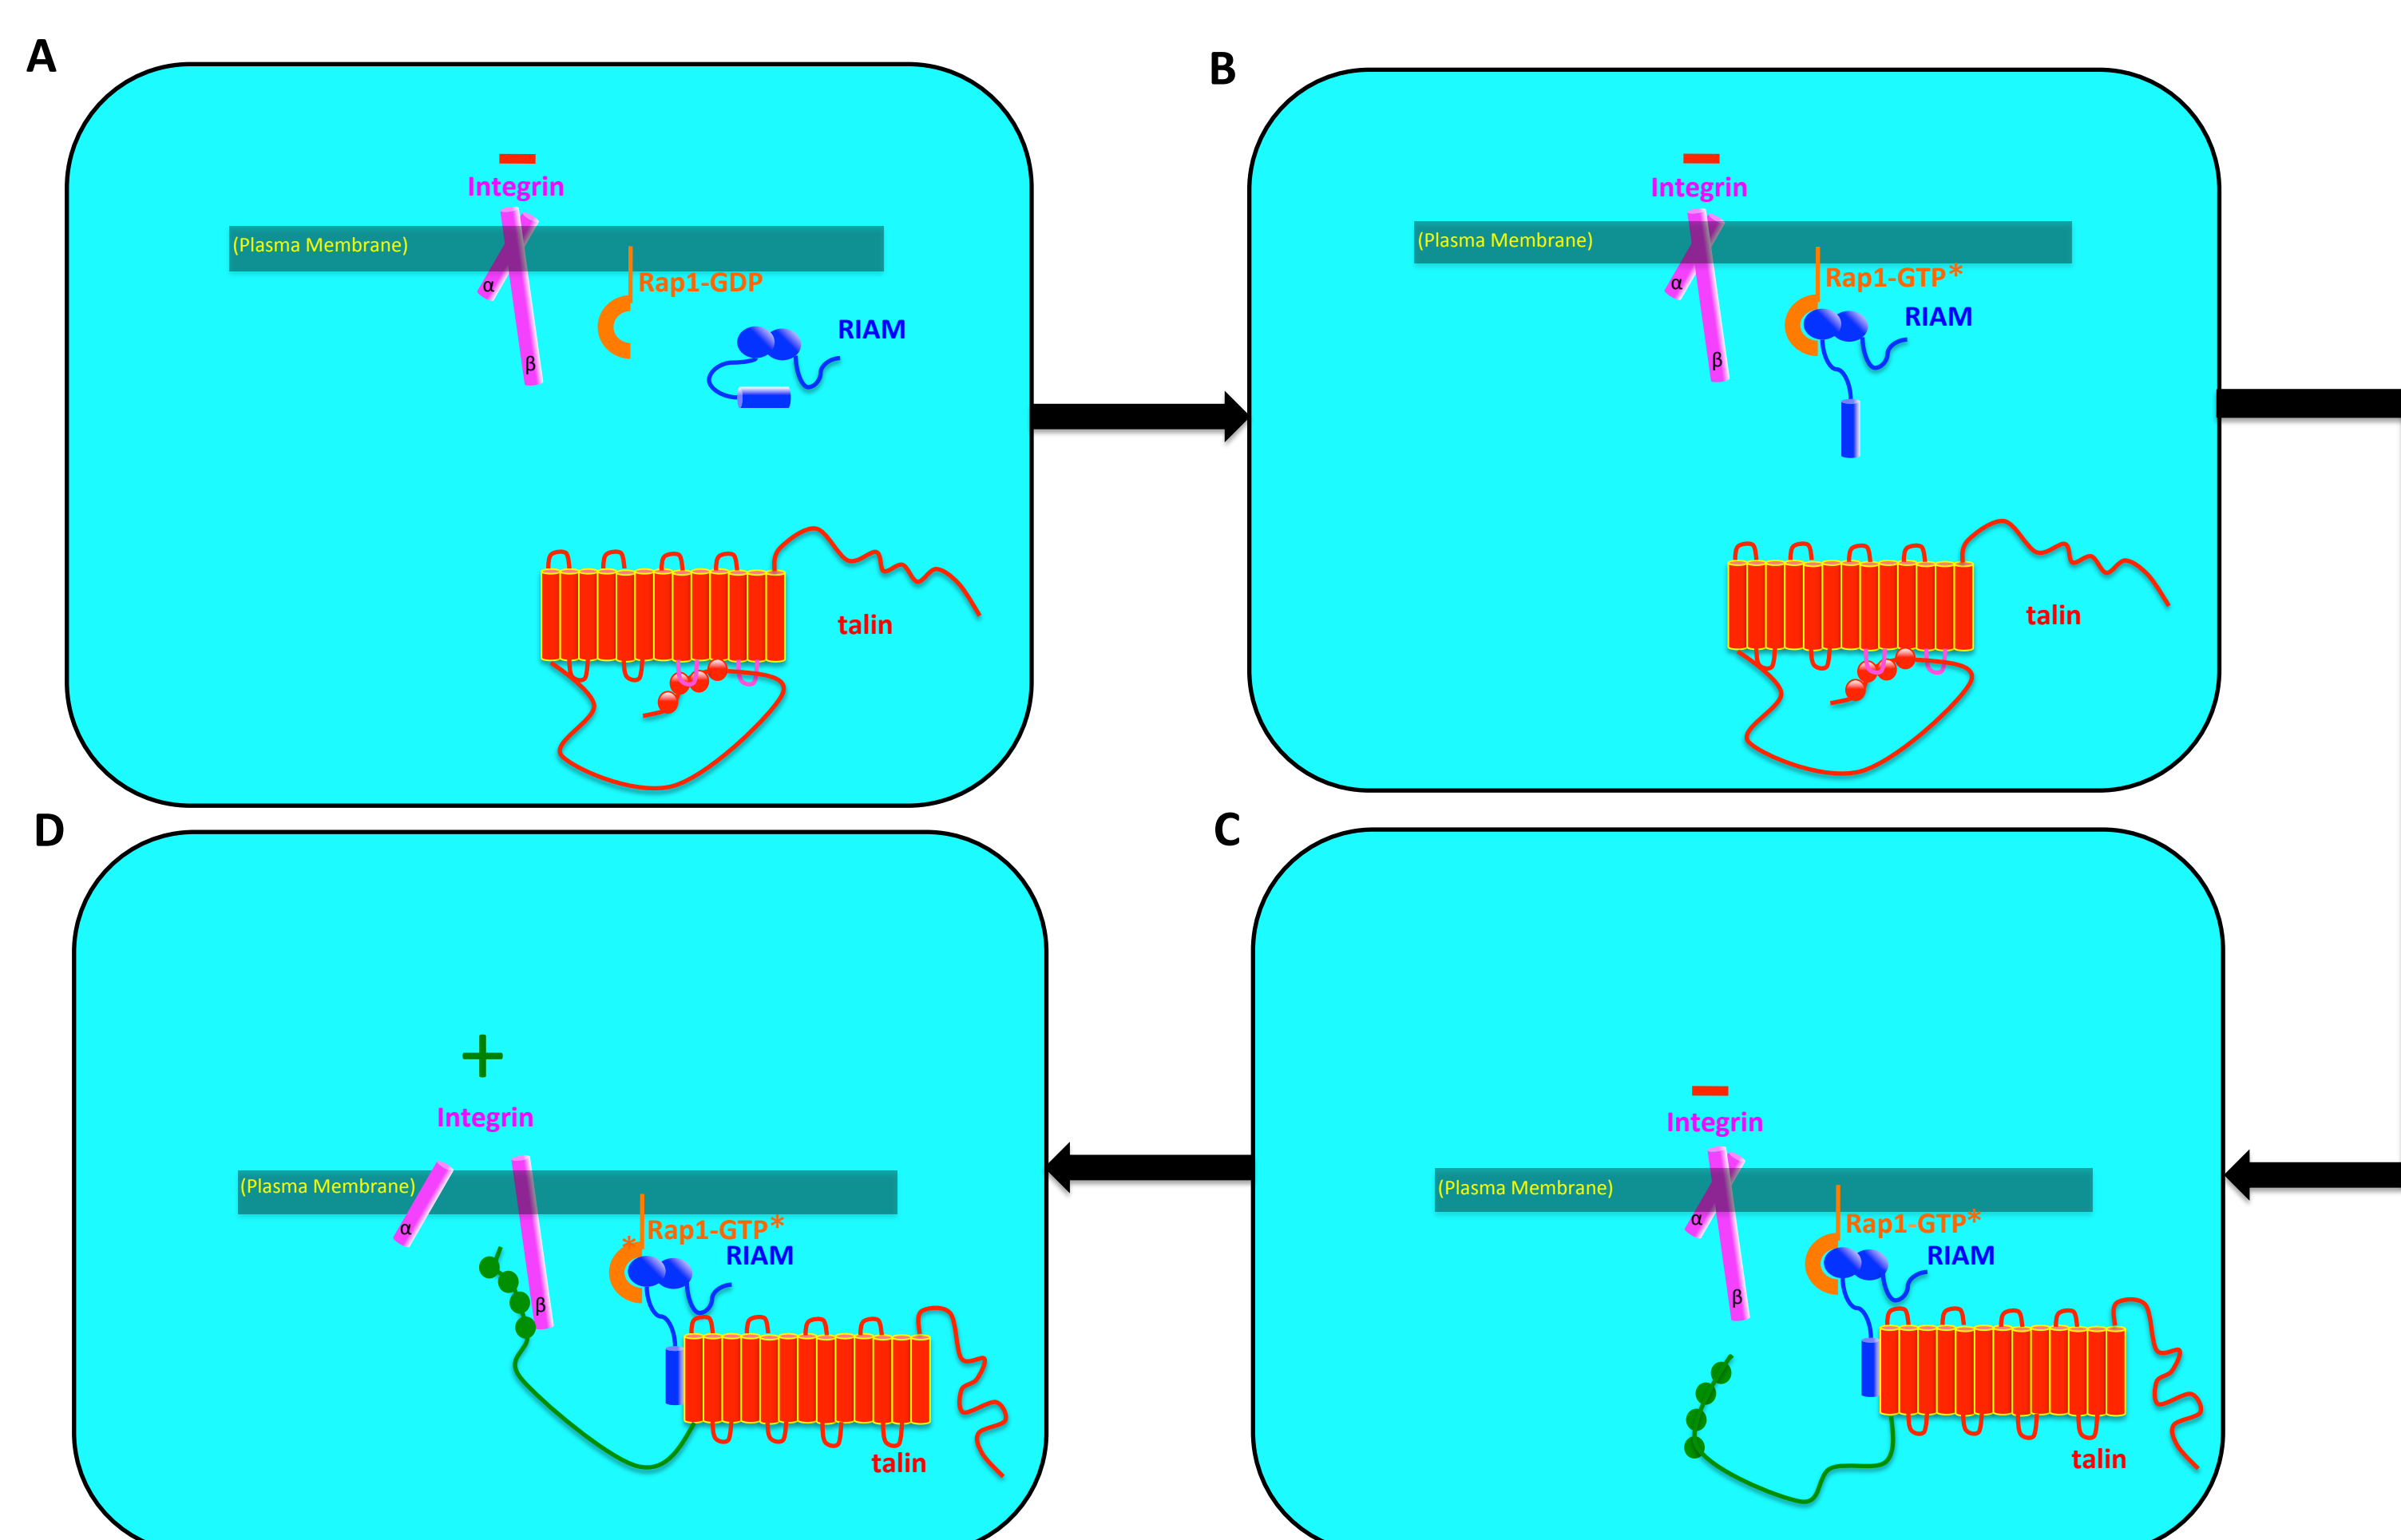 A
Integrin
(Plasma Membrane)
Rap1-GDP
α
RIAM
β
talin
B
Integrin
(Plasma Membrane)
Rap1-GTP*
α
RIAM
β
talin
D
+
Integrin
(Plasma Membrane)
α
Rap1-GTP*
*
RIAM
β
talin
C
Integrin
(Plasma Membrane)
α
Rap1-GTP*
RIAM
β
talin